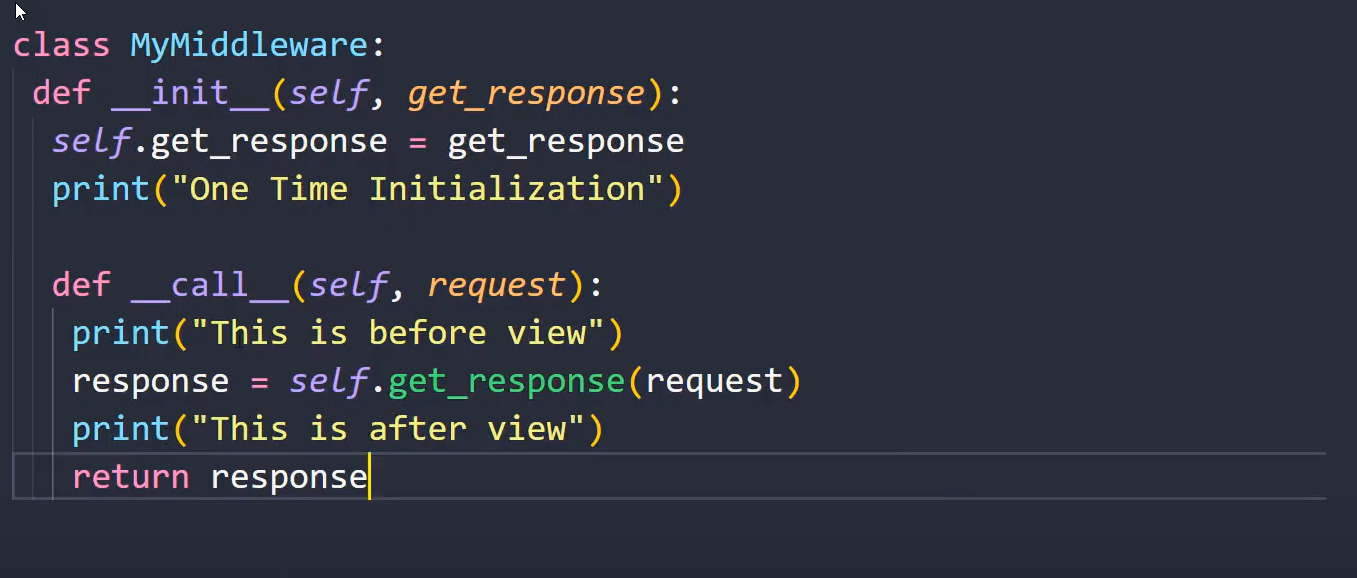 class MyMiddleware:
 def __init__(self, get_response):
  self.get_response = get_response
  print("One Time Initialization")

  def __call__(self, request):
   print("This is before view")
   response = self.get_response(request)
   print("This is after view")
   return response